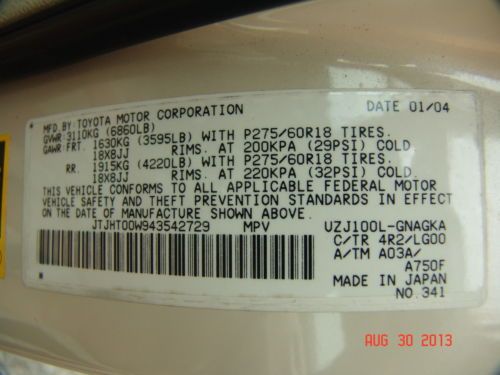 MFD.BY: TOYOTA MOTOR CORPORATION DATE 01/04
GVWR: 3110KG (6860LB)
GAWR FRT. 1630KG (3595LB) WITH P275/60R18 TIRES.
18X8JJ RIMS. AT 200KPA (29PSI) COLD.
RR. 1915KG (4220LB) WITH P275/60R18 TIRES.
18X8JJ RIMS. AT 220KPA (32PSI) COLD.
THIS VEHICLE CONFORMS TO ALL APPLICABLE FEDERAL MOTOR
VEHICLE SAFETY AND THEFT PREVENTION STANDARDS IN EFFECT
ON THE DATE OF MANUFACTURE SHOWN ABOVE.
JTJHT00W943542729 MPV UZJ100L-GNAGKA
C/TR 4R2/LG00
A/TM A03A/
A750F
MADE IN JAPAN
NO.341
AUG 30 2013